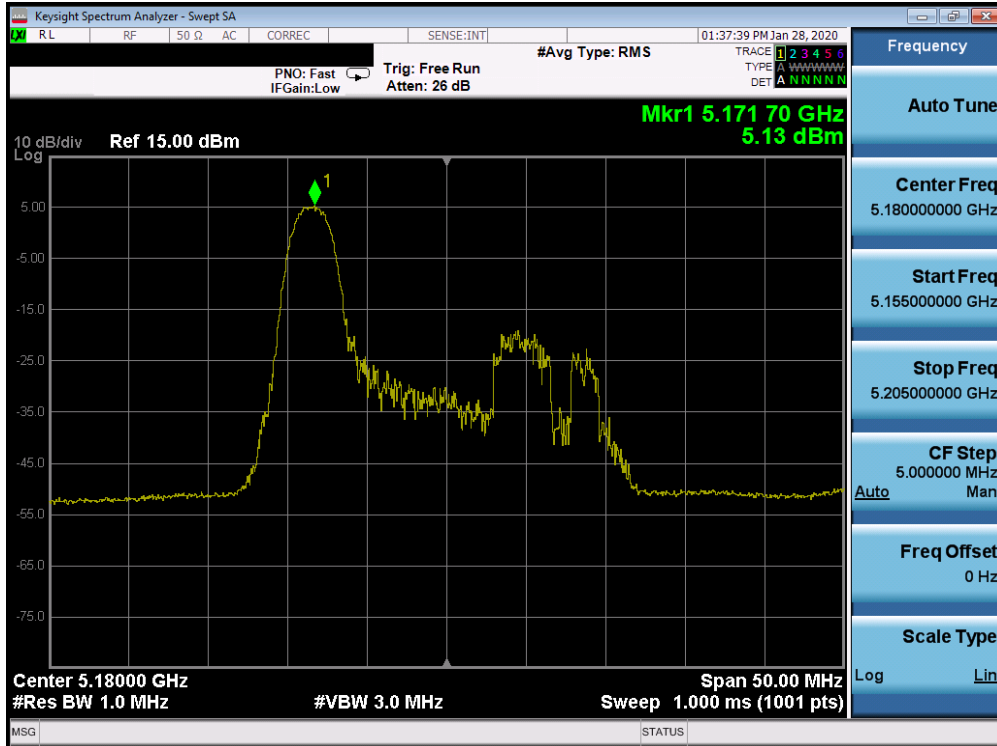 Keysight Spectrum Analyzer - Swept SA
LXI RL RF 50 Ω AC CORREC SENSE:INT 01:37:39 PM Jan 28, 2020
#Avg Type: RMS TRACE 1 2 3 4 5 6
PNO: Fast Trig: Free Run TYPE A WWWWW
IFGain:Low Atten: 26 dB DET A N N N N N
Mkr1 5.171 70 GHz
5.13 dBm
10 dB/div Ref 15.00 dBm
Log
1
5.00
-5.00
-15.0
-25.0
-35.0
-45.0
-55.0
-65.0
-75.0
Center 5.18000 GHz Span 50.00 MHz
#Res BW 1.0 MHz #VBW 3.0 MHz Sweep 1.000 ms (1001 pts)
MSG STATUS
Frequency
Auto Tune
Center Freq
5.180000000 GHz
Start Freq
5.155000000 GHz
Stop Freq
5.205000000 GHz
CF Step
5.000000 MHz
Auto Man
Freq Offset
0 Hz
Scale Type
Log Lin